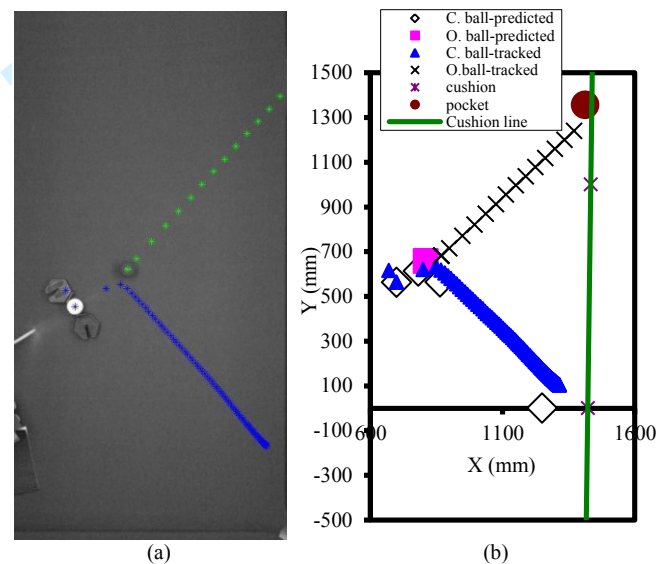 C. ball-predicted
O. ball-predicted
C. ball-tracked
O.ball-tracked
cushion
pocket
Cushion line
1500
1300
1100
900
700
500
300
100
-100
-300
-500
600
1100
1600
Y (mm)
X (mm)
(a)
(b)